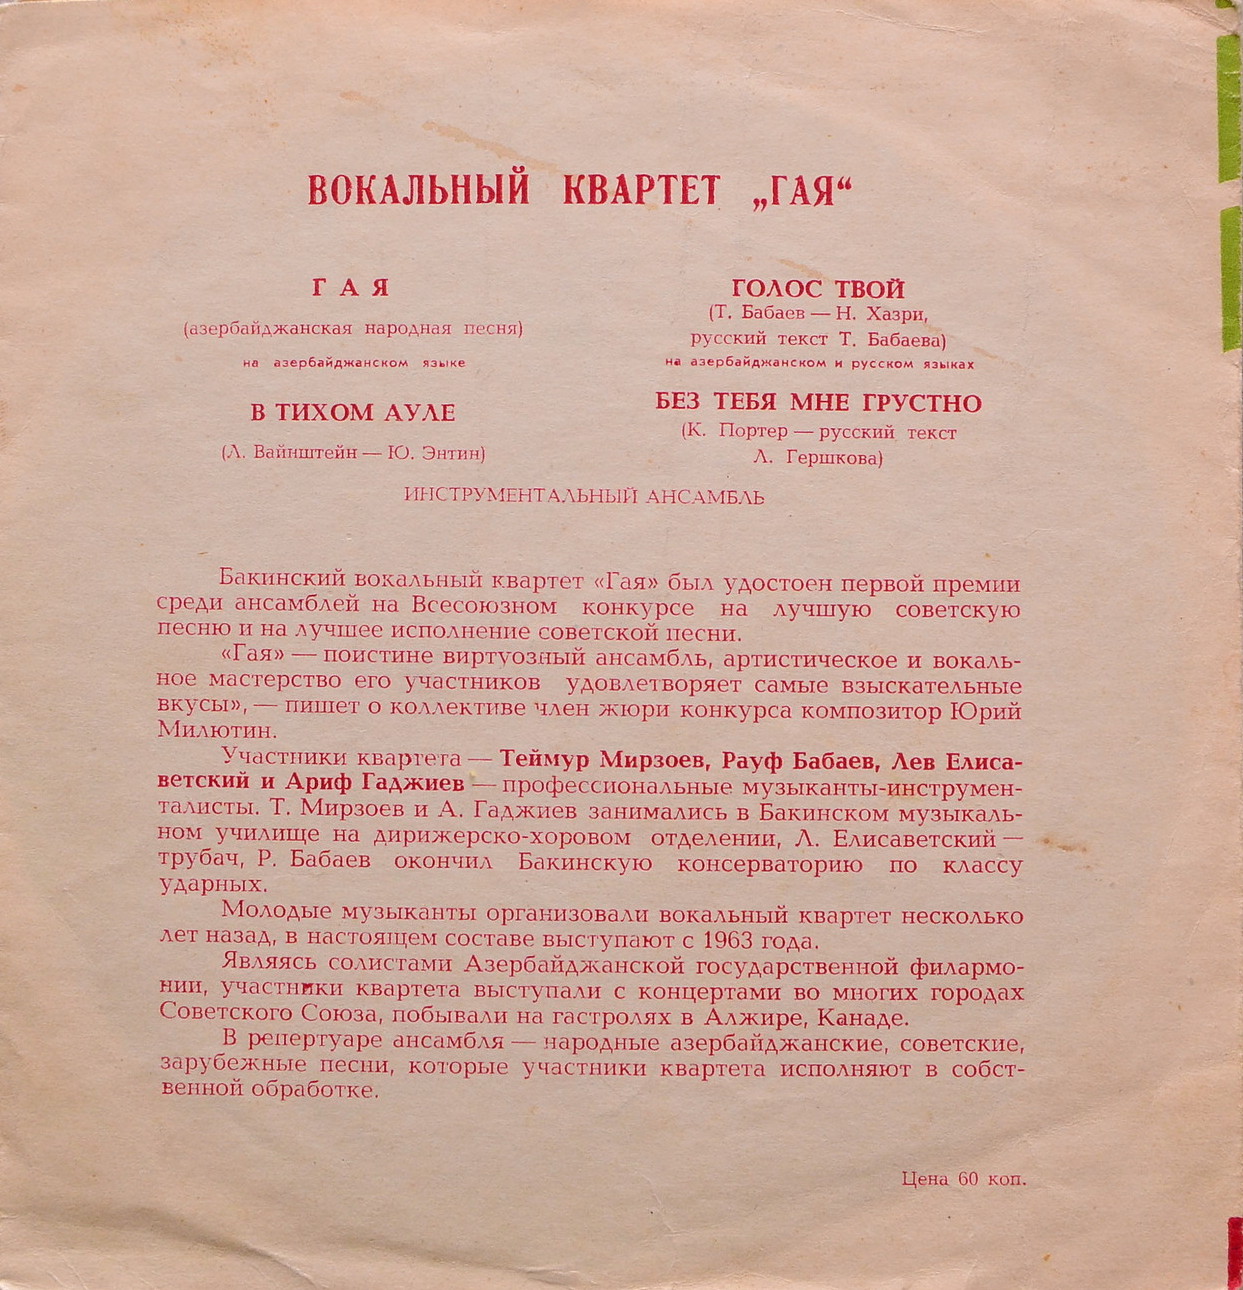 ВОКАЛЬНЫЙ КВАРТЕТ „ГАЯ“
ГАЯ
(азербайджанская народная песня)
на азербайджанском языке
В ТИХОМ АУЛЕ
(Л. Вайнштейн — Ю. Энтин)
ГОЛОС ТВОЙ
(Т. Бабаев — Н. Хазри,
русский текст Т. Бабаева)
на азербайджанском и русском языках
БЕЗ ТЕБЯ МНЕ ГРУСТНО
(К. Портер — русский текст
Л. Гершкова)
ИНСТРУМЕНТАЛЬНЫЙ АНСАМБЛЬ
Бакинский вокальный квартет «Гая» был удостоен первой премии
среди ансамблей на Всесоюзном конкурсе на лучшую советскую
песню и на лучшее исполнение советской песни.
«Гая» — поистине виртуозный ансамбль, артистическое и вокаль-
ное мастерство его участников удовлетворяет самые взыскательные
вкусы», — пишет о коллективе член жюри конкурса композитор Юрий
Милютин.
Участники квартета — Теймур Мирзоев, Рауф Бабаев, Лев Елиса-
ветский и Ариф Гаджиев — профессиональные музыканты-инструмен-
талисты. Т. Мирзоев и А. Гаджиев занимались в Бакинском музыкаль-
ном училище на дирижерско-хоровом отделении, Л. Елисаветский —
трубач, Р. Бабаев окончил Бакинскую консерваторию по классу
ударных.
Молодые музыканты организовали вокальный квартет несколько
лет назад, в настоящем составе выступают с 1963 года.
Являясь солистами Азербайджанской государственной филармо-
нии, участники квартета выступали с концертами во многих городах
Советского Союза, побывали на гастролях в Алжире, Канаде.
В репертуаре ансамбля — народные азербайджанские, советские,
зарубежные песни, которые участники квартета исполняют в собст-
венной обработке.
Цена 60 коп.